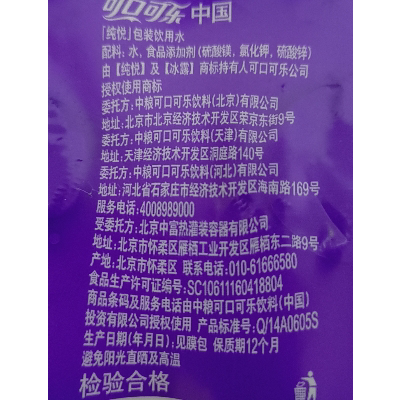 可口可乐 中国
「纯悦」包装饮用水
配料：水，食品添加剂（硫酸镁，氯化钾，硫酸锌）
由【纯悦】及【冰露】商标持有人可口可乐公司
授权使用商标
委托方：中粮可口可乐饮料（北京）有限公司
地址：北京市北京经济技术开发区荣京东街9号
委托方：中粮可口可乐饮料（天津）有限公司
地址：天津经济技术开发区洞庭路140号
委托方：中粮可口可乐饮料（河北）有限公司
地址：河北省石家庄市经济技术开发区海南路169号
服务电话：4008989000
受委托方：北京中富热灌装容器有限公司
地址：北京市怀柔区雁栖工业开发区雁栖东二路9号
产地：北京市怀柔区 联系电话：010-61666580
食品生产许可证编号：SC10611160418804
商品条码及服务电话由中粮可口可乐饮料（中国）
投资有限公司授权使用 产品标准号：Q/14A0605S
生产日期（年月日）：见膜包 保质期12个月
避免阳光直晒及高温
检验合格